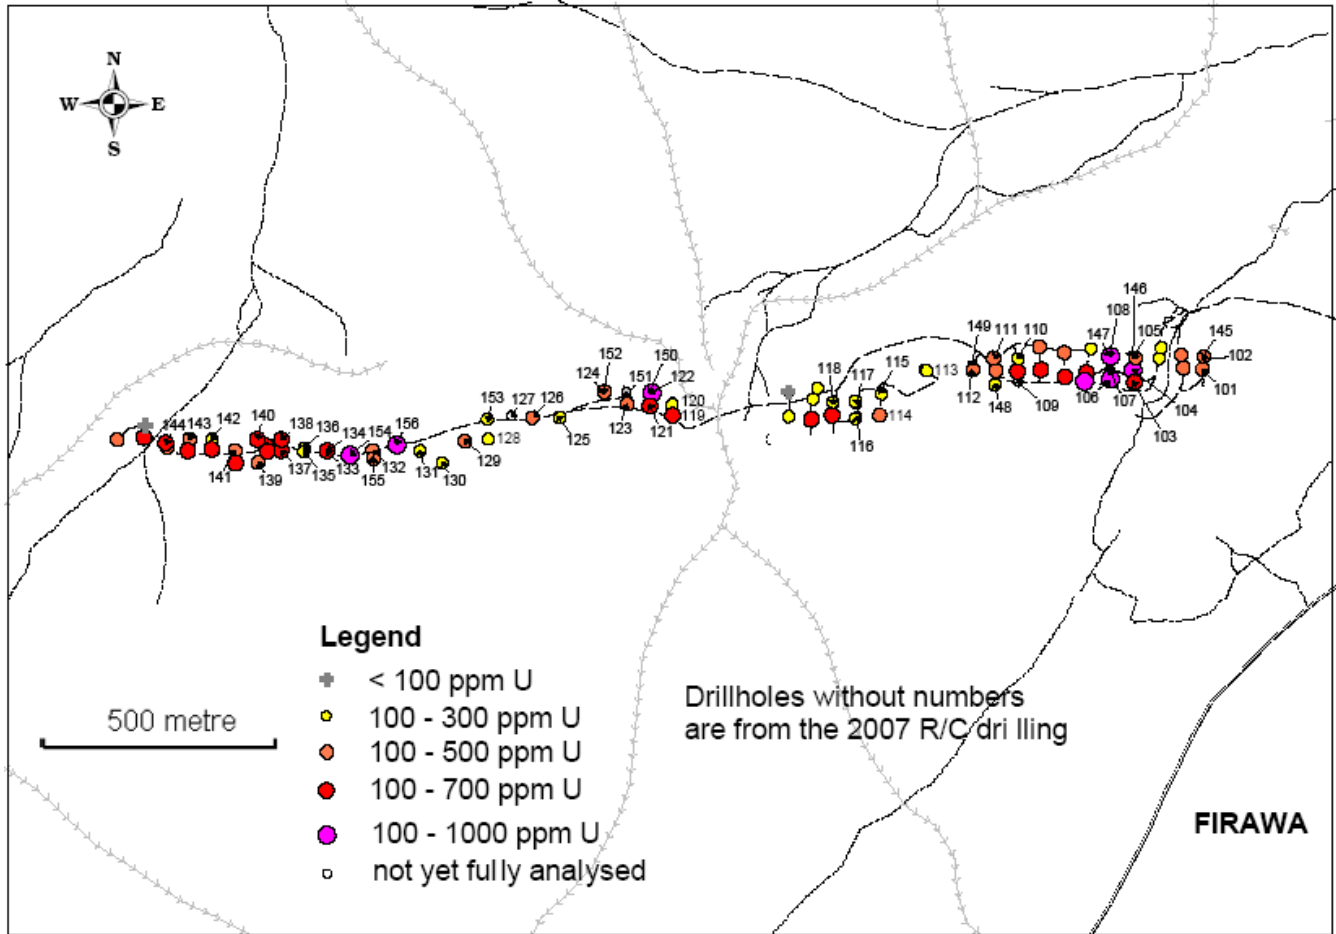 N
W E
S
146
108
149 111 110 147 105 145
102
152 150
124 151 122 118 117 115 113
112 101
153 127 126 120 148 109 106 107 104
119 114 103
142 140 138 136 134 154 156 125 123 121 116
144 143 128
129
141 139 137 135 133 132 131 130
155
Legend
< 100 ppm U
500 metre
100 - 300 ppm U
100 - 500 ppm U
100 - 700 ppm U
100 - 1000 ppm U
not yet fully analysed
Drillholes without numbers
are from the 2007 R/C dri lling
FIRAWA